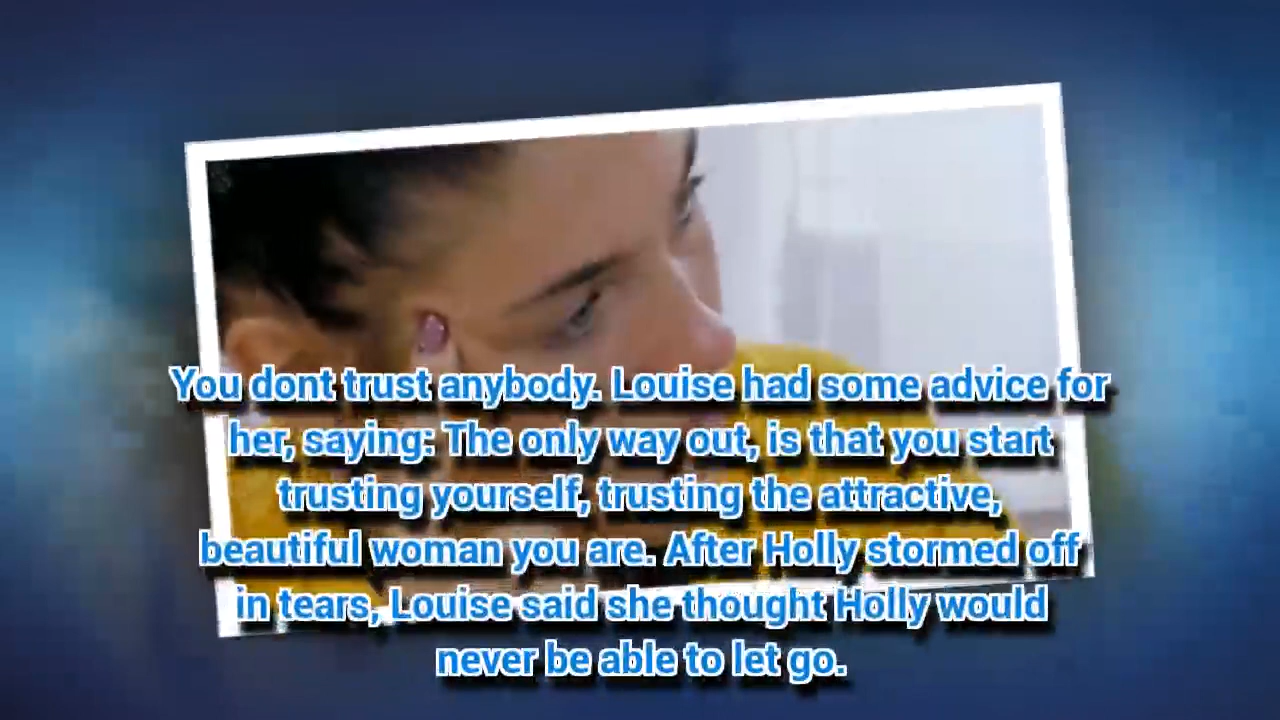 You dont trust anybody. Louise had some advice for
her, saying: The only way out, is that you start
trusting yourself, trusting the attractive,
beautiful woman you are. After Holly stormed off
in tears, Louise said she thought Holly would
never be able to let go.